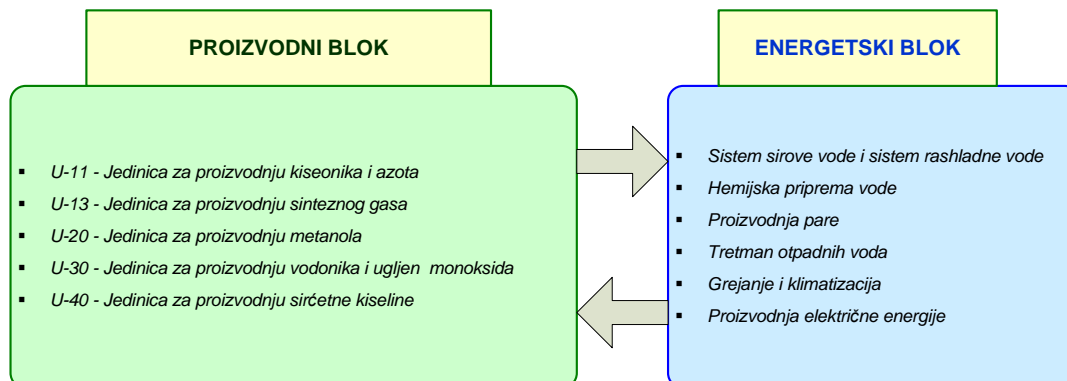 PROIZVODNI BLOK
▪ U-11 - Jedinica za proizvodnju kiseonika i azota
▪ U-13 - Jedinica za proizvodnju sinteznog gasa
▪ U-20 - Jedinica za proizvodnju metanola
▪ U-30 - Jedinica za proizvodnju vodonika i ugljen monoksida
▪ U-40 - Jedinica za proizvodnju sirćetne kiseline
ENERGETSKI BLOK
▪ Sistem sirove vode i sistem rashladne vode
▪ Hemijska priprema vode
▪ Proizvodnja pare
▪ Tretman otpadnih voda
▪ Grejanje i klimatizacija
▪ Proizvodnja električne energije